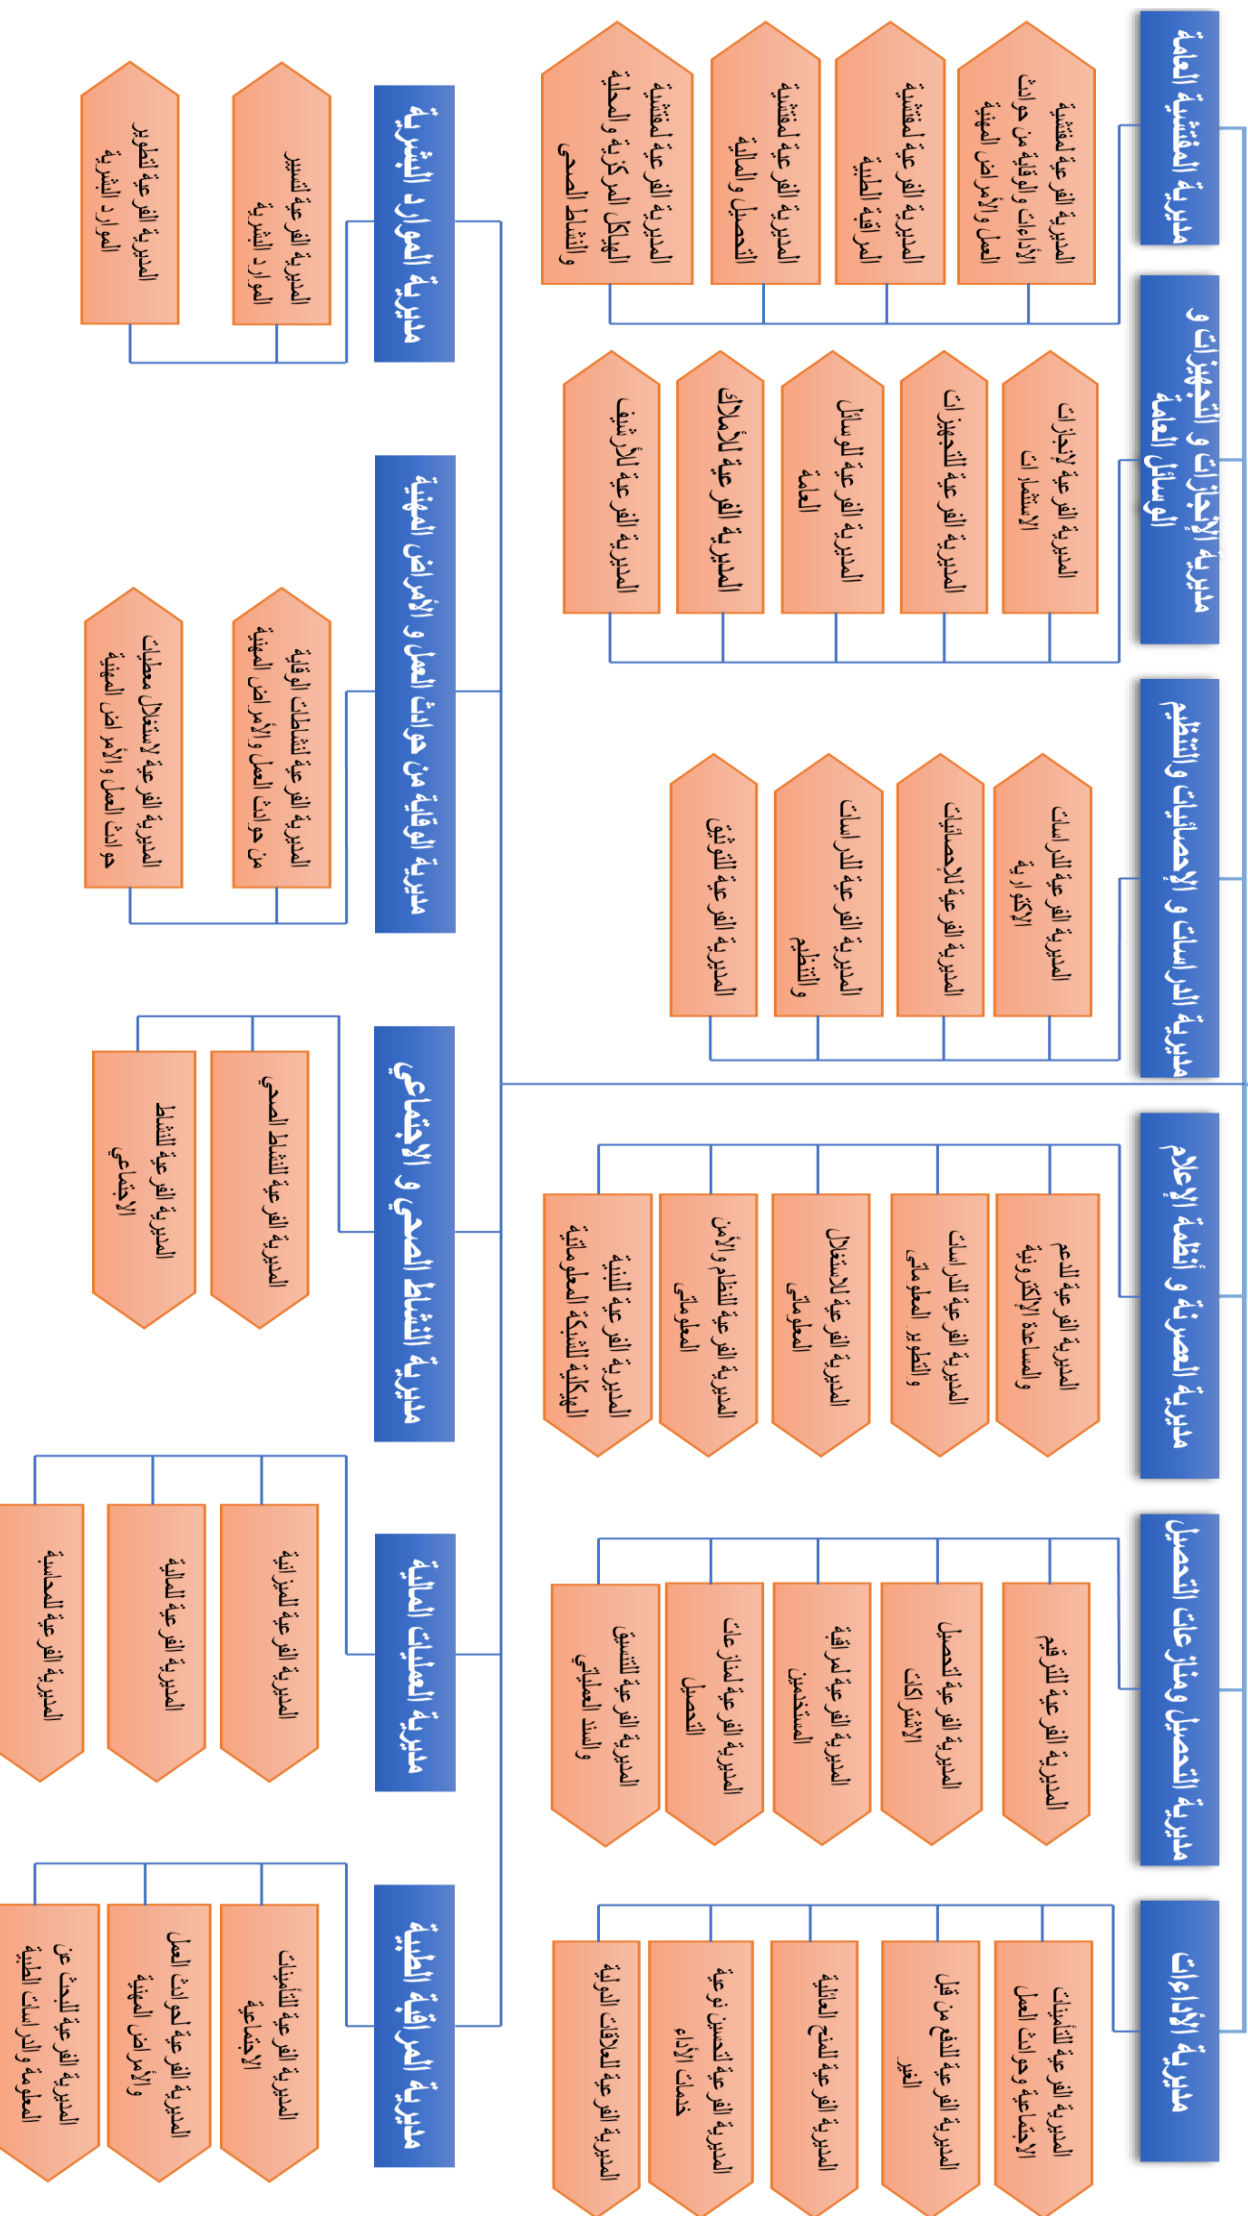 مديرية الأداءات
المديرية الفرعية للتأمينات
الاجتماعية وحوادث العمل
المديرية الفرعية للدفع من قبل
الغير
المديرية الفرعية للمنح العائلية
المديرية الفرعية لتحسين نوعية
خدمات الأداء
المديرية الفرعية للعلاقات الدولية
مديرية التحصيل ومنازعات التحصيل
المديرية الفرعية للترقيم
المديرية الفرعية لتحصيل
الاشتراكات
المديرية الفرعية لمراقبة
المستخدمين
المديرية الفرعية لمنازعات
التحصيل
المديرية الفرعية للتنسيق
والسند العملياتي
مديرية العصرنة و أنظمة الإعلام
المديرية الفرعية للدعم
والمساعدة الإلكترونية
المديرية الفرعية للدراسات
والتطوير المعلوماتي
المديرية الفرعية للاستغلال
المعلوماتي
المديرية الفرعية للنظام والأمن
المعلوماتي
المديرية الفرعية للبنية
الهيكلية للشبكة المعلوماتية
مديرية الدراسات و الإحصائيات والتنظيم
المديرية الفرعية للدراسات
الإكتوارية
المديرية الفرعية للإحصائيات
المديرية الفرعية للدراسات
والتنظيم
المديرية الفرعية للتوثيق
مديرية الإنجازات و التجهيزات و
الوسائل العامة
المديرية الفرعية لإنجازات
الاستثمارات
المديرية الفرعية للتجهيزات
المديرية الفرعية للوسائل
العامة
المديرية الفرعية للأملاك
المديرية الفرعية للأرشيف
مديرية المفتشية العامة
المديرية الفرعية لمفتشية
الأداءات والوقاية من حوادث
العمل والأمراض المهنية
المديرية الفرعية لمفتشية
المراقبة الطبية
المديرية الفرعية لمفتشية
التحصيل والمالية
المديرية الفرعية لمفتشية
الهياكل المركزية والمحلية
والنشاط الصحي
مديرية المراقبة الطبية
المديرية الفرعية للتأمينات
الاجتماعية
المديرية الفرعية لحوادث العمل
والأمراض المهنية
المديرية الفرعية للبحث عن
المعلومة والدراسات الطبية
مديرية العمليات المالية
المديرية الفرعية للميزانية
المديرية الفرعية للمالية
المديرية الفرعية للمحاسبة
مديرية النشاط الصحي و الاجتماعي
المديرية الفرعية للنشاط الصحي
المديرية الفرعية للنشاط
الاجتماعي
مديرية الوقاية من حوادث العمل و الأمراض المهنية
المديرية الفرعية لنشاطات الوقاية
من حوادث العمل والأمراض المهنية
المديرية الفرعية لاستغلال معطيات
حوادث العمل والأمراض المهنية
مديرية الموارد البشرية
المديرية الفرعية لتسيير
الموارد البشرية
المديرية الفرعية لتطوير
الموارد البشرية